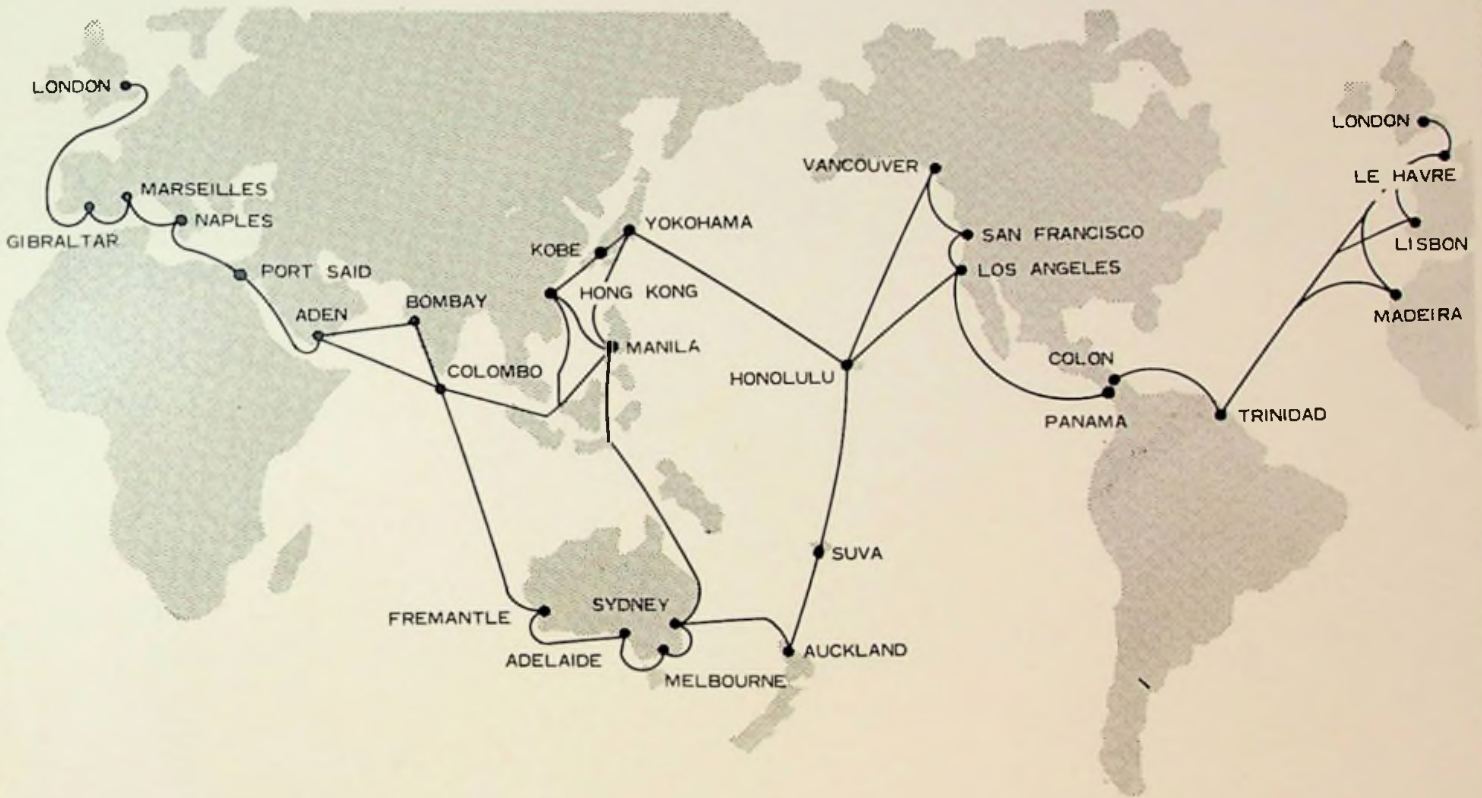 LONDON
LONDON
VANCOUVER
LE HAVRE
MARSEILLES
NAPLES
YOKOHAMA
GIBRALTAR
KOBE
SAN FRANCISCO
LISBON
PORT SAID
LOS ANGELES
HONG KONG
BOMBAY
ADEN
MADEIRA
MANILA
COLON
COLOMBO
HONOLULU
PANAMA
TRINIDAD
SUVA
SYDNEY
FREMANTLE
AUCKLAND
ADELAIDE
MELBOURNE